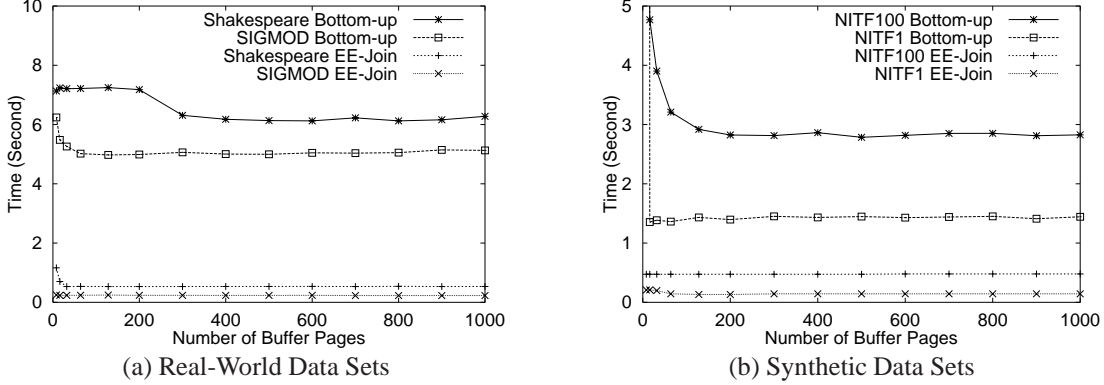 10
8
6
4
2
0
Time (Second)
Shakespeare Bottom-up
SIGMOD Bottom-up
Shakespeare EE-Join
SIGMOD EE-Join
0 200 400 600 800 1000
Number of Buffer Pages
(a) Real-World Data Sets
5
4
3
2
1
0
Time (Second)
NITF100 Bottom-up
NITF1 Bottom-up
NITF100 EE-Join
NITF1 EE-Join
0 200 400 600 800 1000
Number of Buffer Pages
(b) Synthetic Data Sets